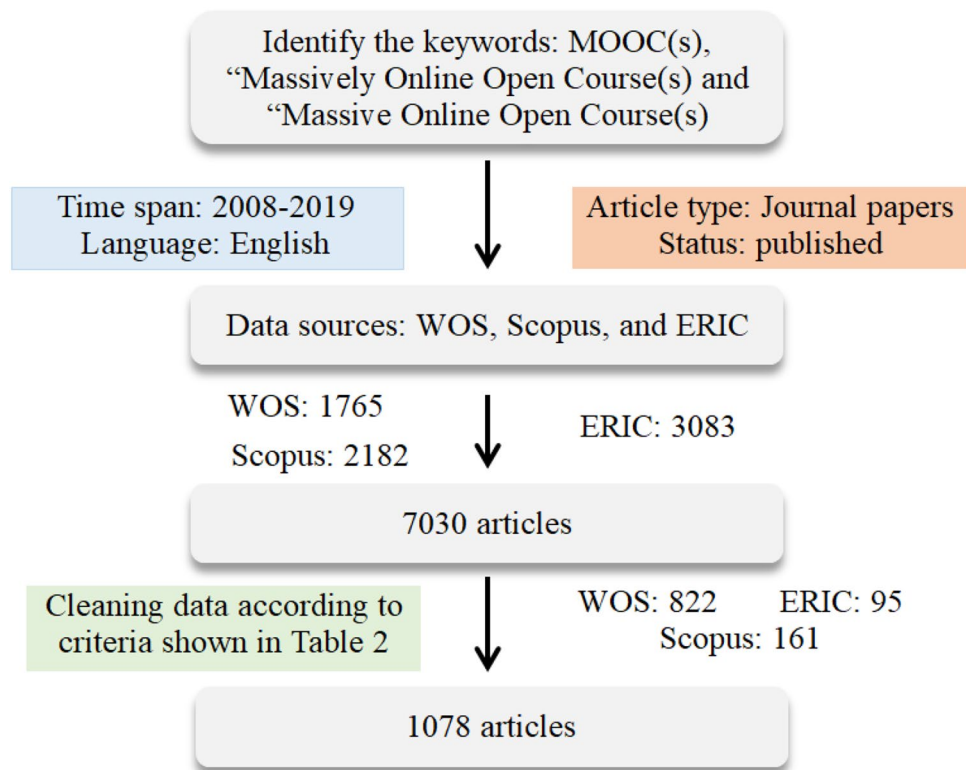 Identify the keywords: MOOC(s),
“Massively Online Open Course(s) and
“Massive Online Open Course(s)
Time span: 2008-2019
Language: English
Article type: Journal papers
Status: published
Data sources: WOS, Scopus, and ERIC
WOS: 1765
Scopus: 2182
ERIC: 3083
7030 articles
Cleaning data according to
criteria shown in Table 2
WOS: 822 ERIC: 95
Scopus: 161
1078 articles